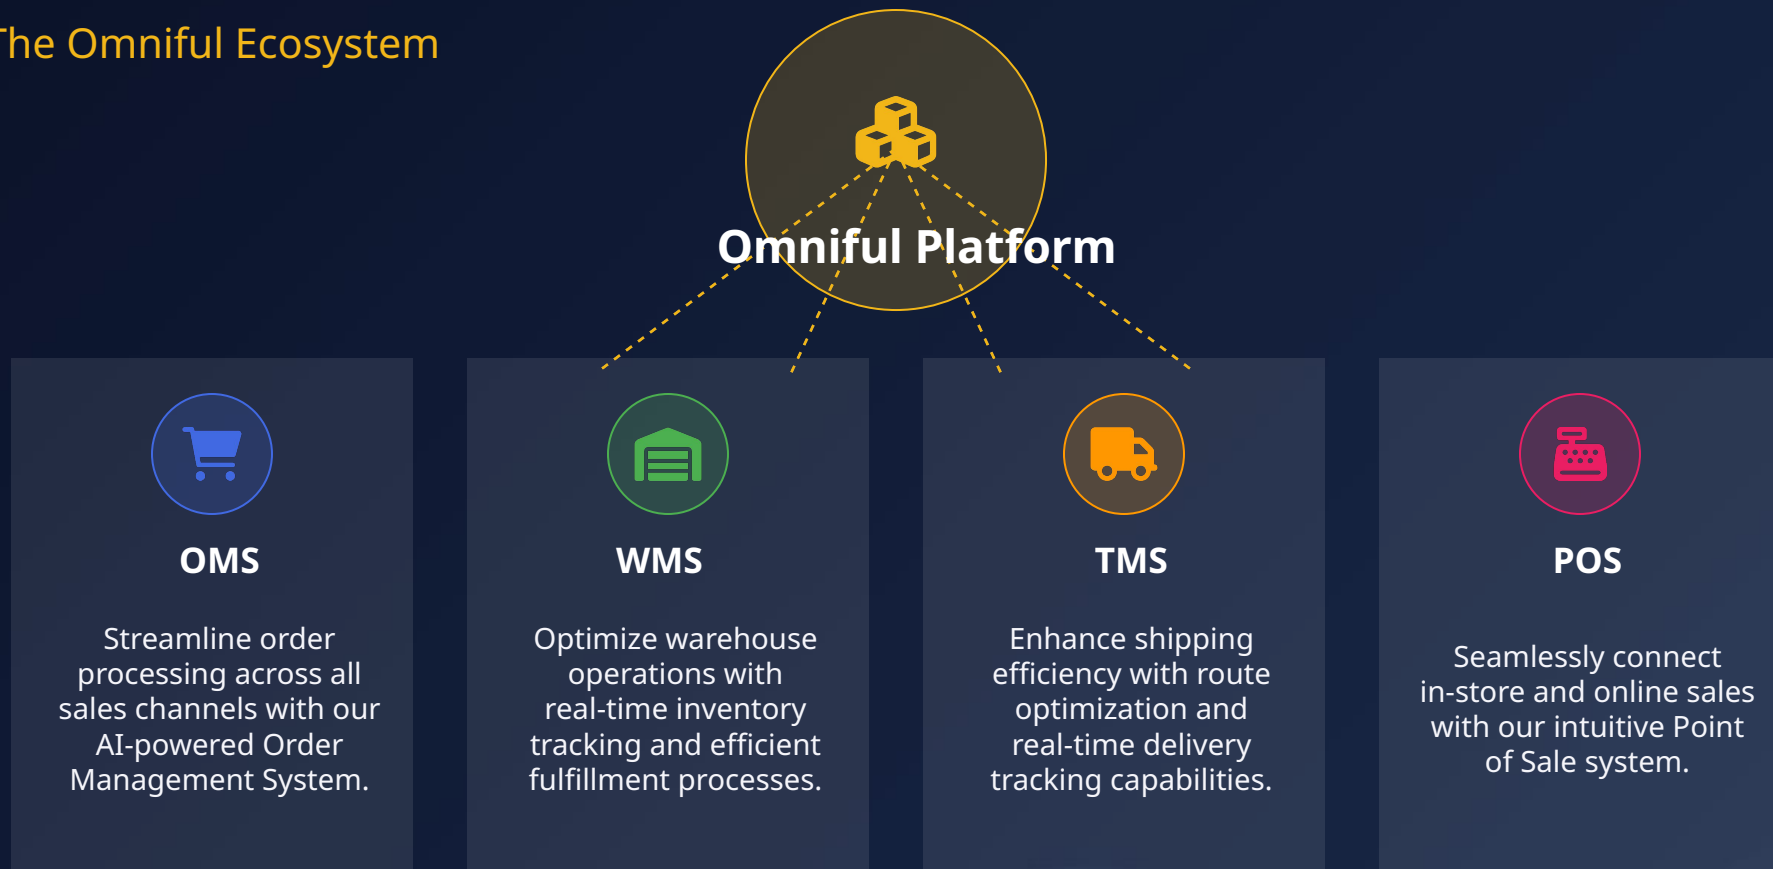 The Omniful Ecosystem
Omniful Platform
OMS
Streamline order
processing across all
sales channels with our
AI-powered Order
Management System.
WMS
Optimize warehouse
operations with
real-time inventory
tracking and efficient
fulfillment processes.
TMS
Enhance shipping
efficiency with route
optimization and
real-time delivery
tracking capabilities.
POS
Seamlessly connect
in-store and online sales
with our intuitive Point
of Sale system.